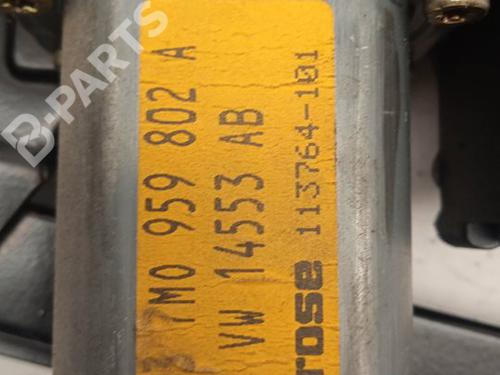 B-PARTS
7M0 959 802 A
VW 14553 AB
rose 113764-101